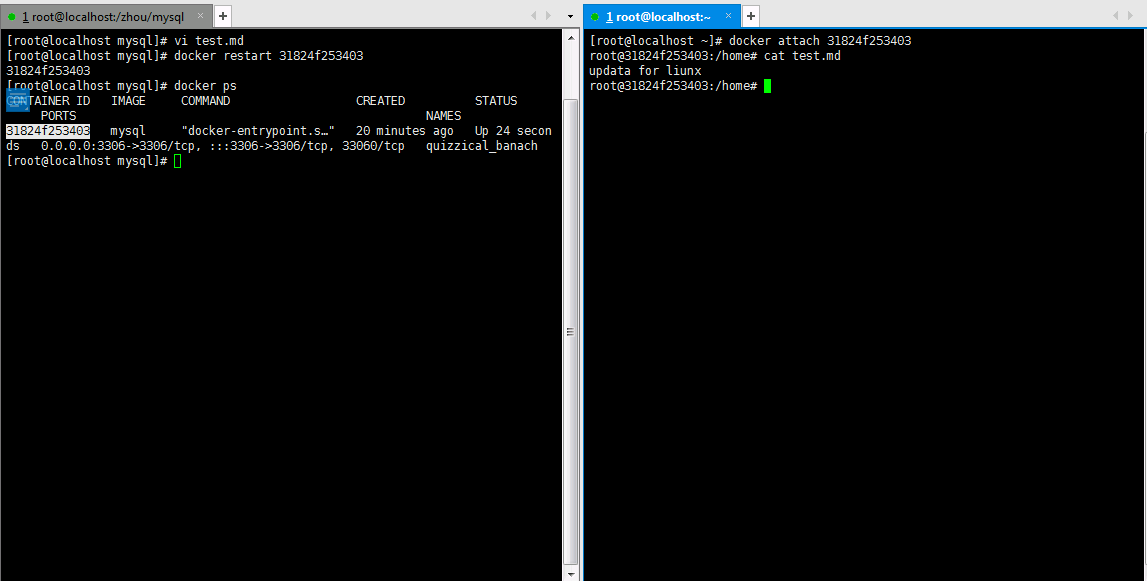 1 root@localhost:/zhou/mysql × +
[root@localhost mysql]# vi test.md
[root@localhost mysql]# docker restart 31824f253403
31824f253403
[root@localhost mysql]# docker ps
CONTAINER ID IMAGE COMMAND CREATED STATUS
PORTS NAMES
31824f253403 mysql "docker-entrypoint.s…" 20 minutes ago Up 24 secon
ds 0.0.0.0:3306->3306/tcp, :::3306->3306/tcp, 33060/tcp quizzical_banach
[root@localhost mysql]#
1 root@localhost:~ × +
[root@localhost ~]# docker attach 31824f253403
root@31824f253403:/home# cat test.md
updata for liunx
root@31824f253403:/home#